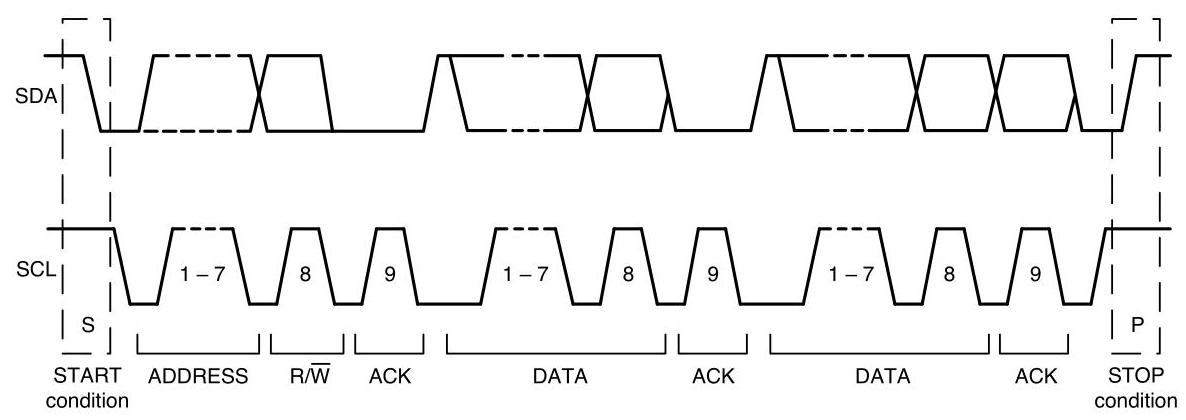 SDA
SCL
1 – 7 8 9 1 – 7 8 9 1 – 7 8 9
S P
START ADDRESS R/W̅ ACK DATA ACK DATA ACK STOP
condition condition